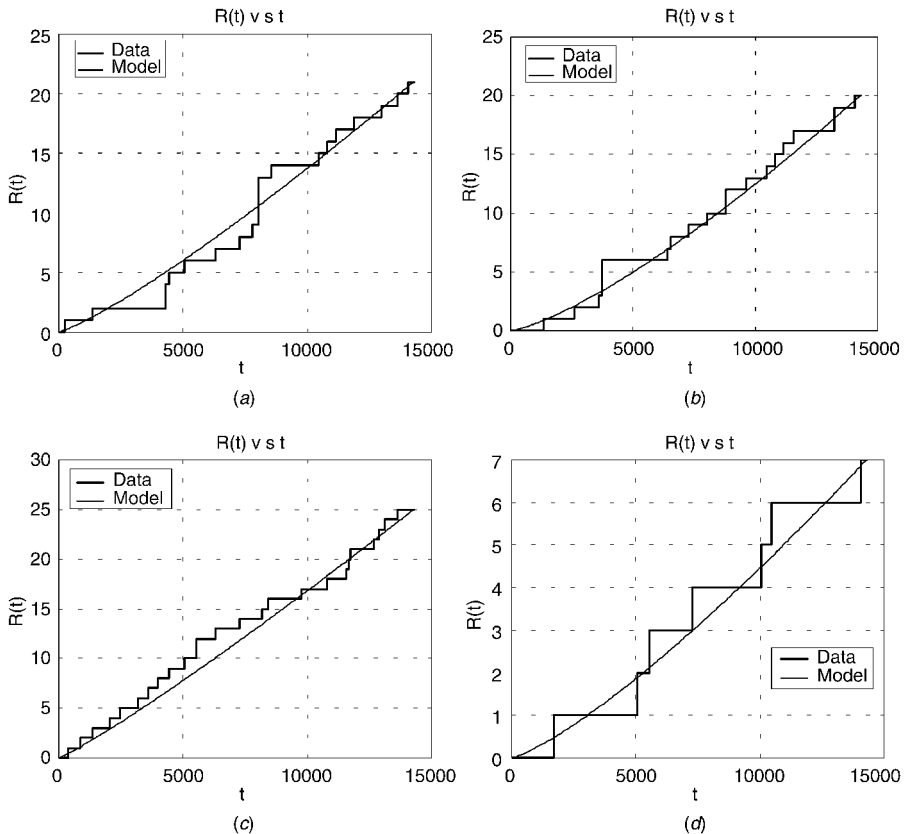 R(t) v s t
25
20
15
10
5
0
R(t)
Data
Model
0
5000
10000
15000
t
(a)
R(t) v s t
25
20
15
10
5
0
R(t)
Data
Model
0
5000
10000
15000
t
(b)
R(t) v s t
30
25
20
15
10
5
0
R(t)
Data
Model
0
5000
10000
15000
t
(c)
R(t) v s t
7
6
5
4
3
2
1
0
R(t)
Data
Model
0
5000
10000
15000
t
(d)